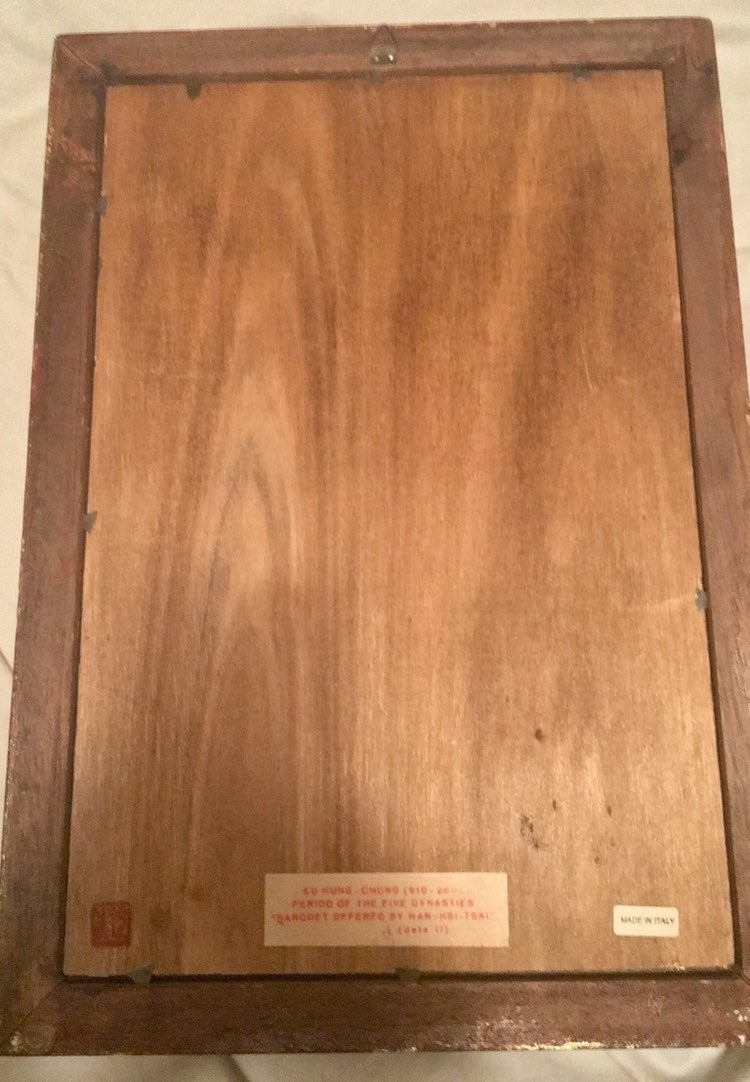 KU HUNG-CHUNG (910-980)
PERIOD OF THE FIVE DYNASTIES
"BANQUET OFFERED BY HAN-HSI-TSAI"
MADE IN ITALY